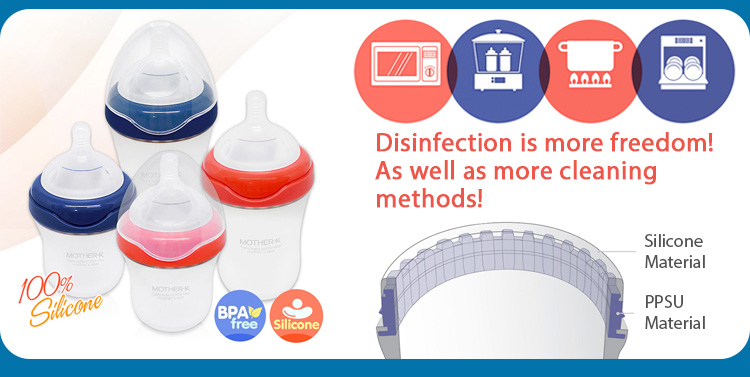 Disinfection is more freedom!
As well as more cleaning
methods!
MOTHER-K
MOTHER-K
MOTHER-K
100%
Silicone
BPA
free
Silicone
Silicone
Material
PPSU
Material